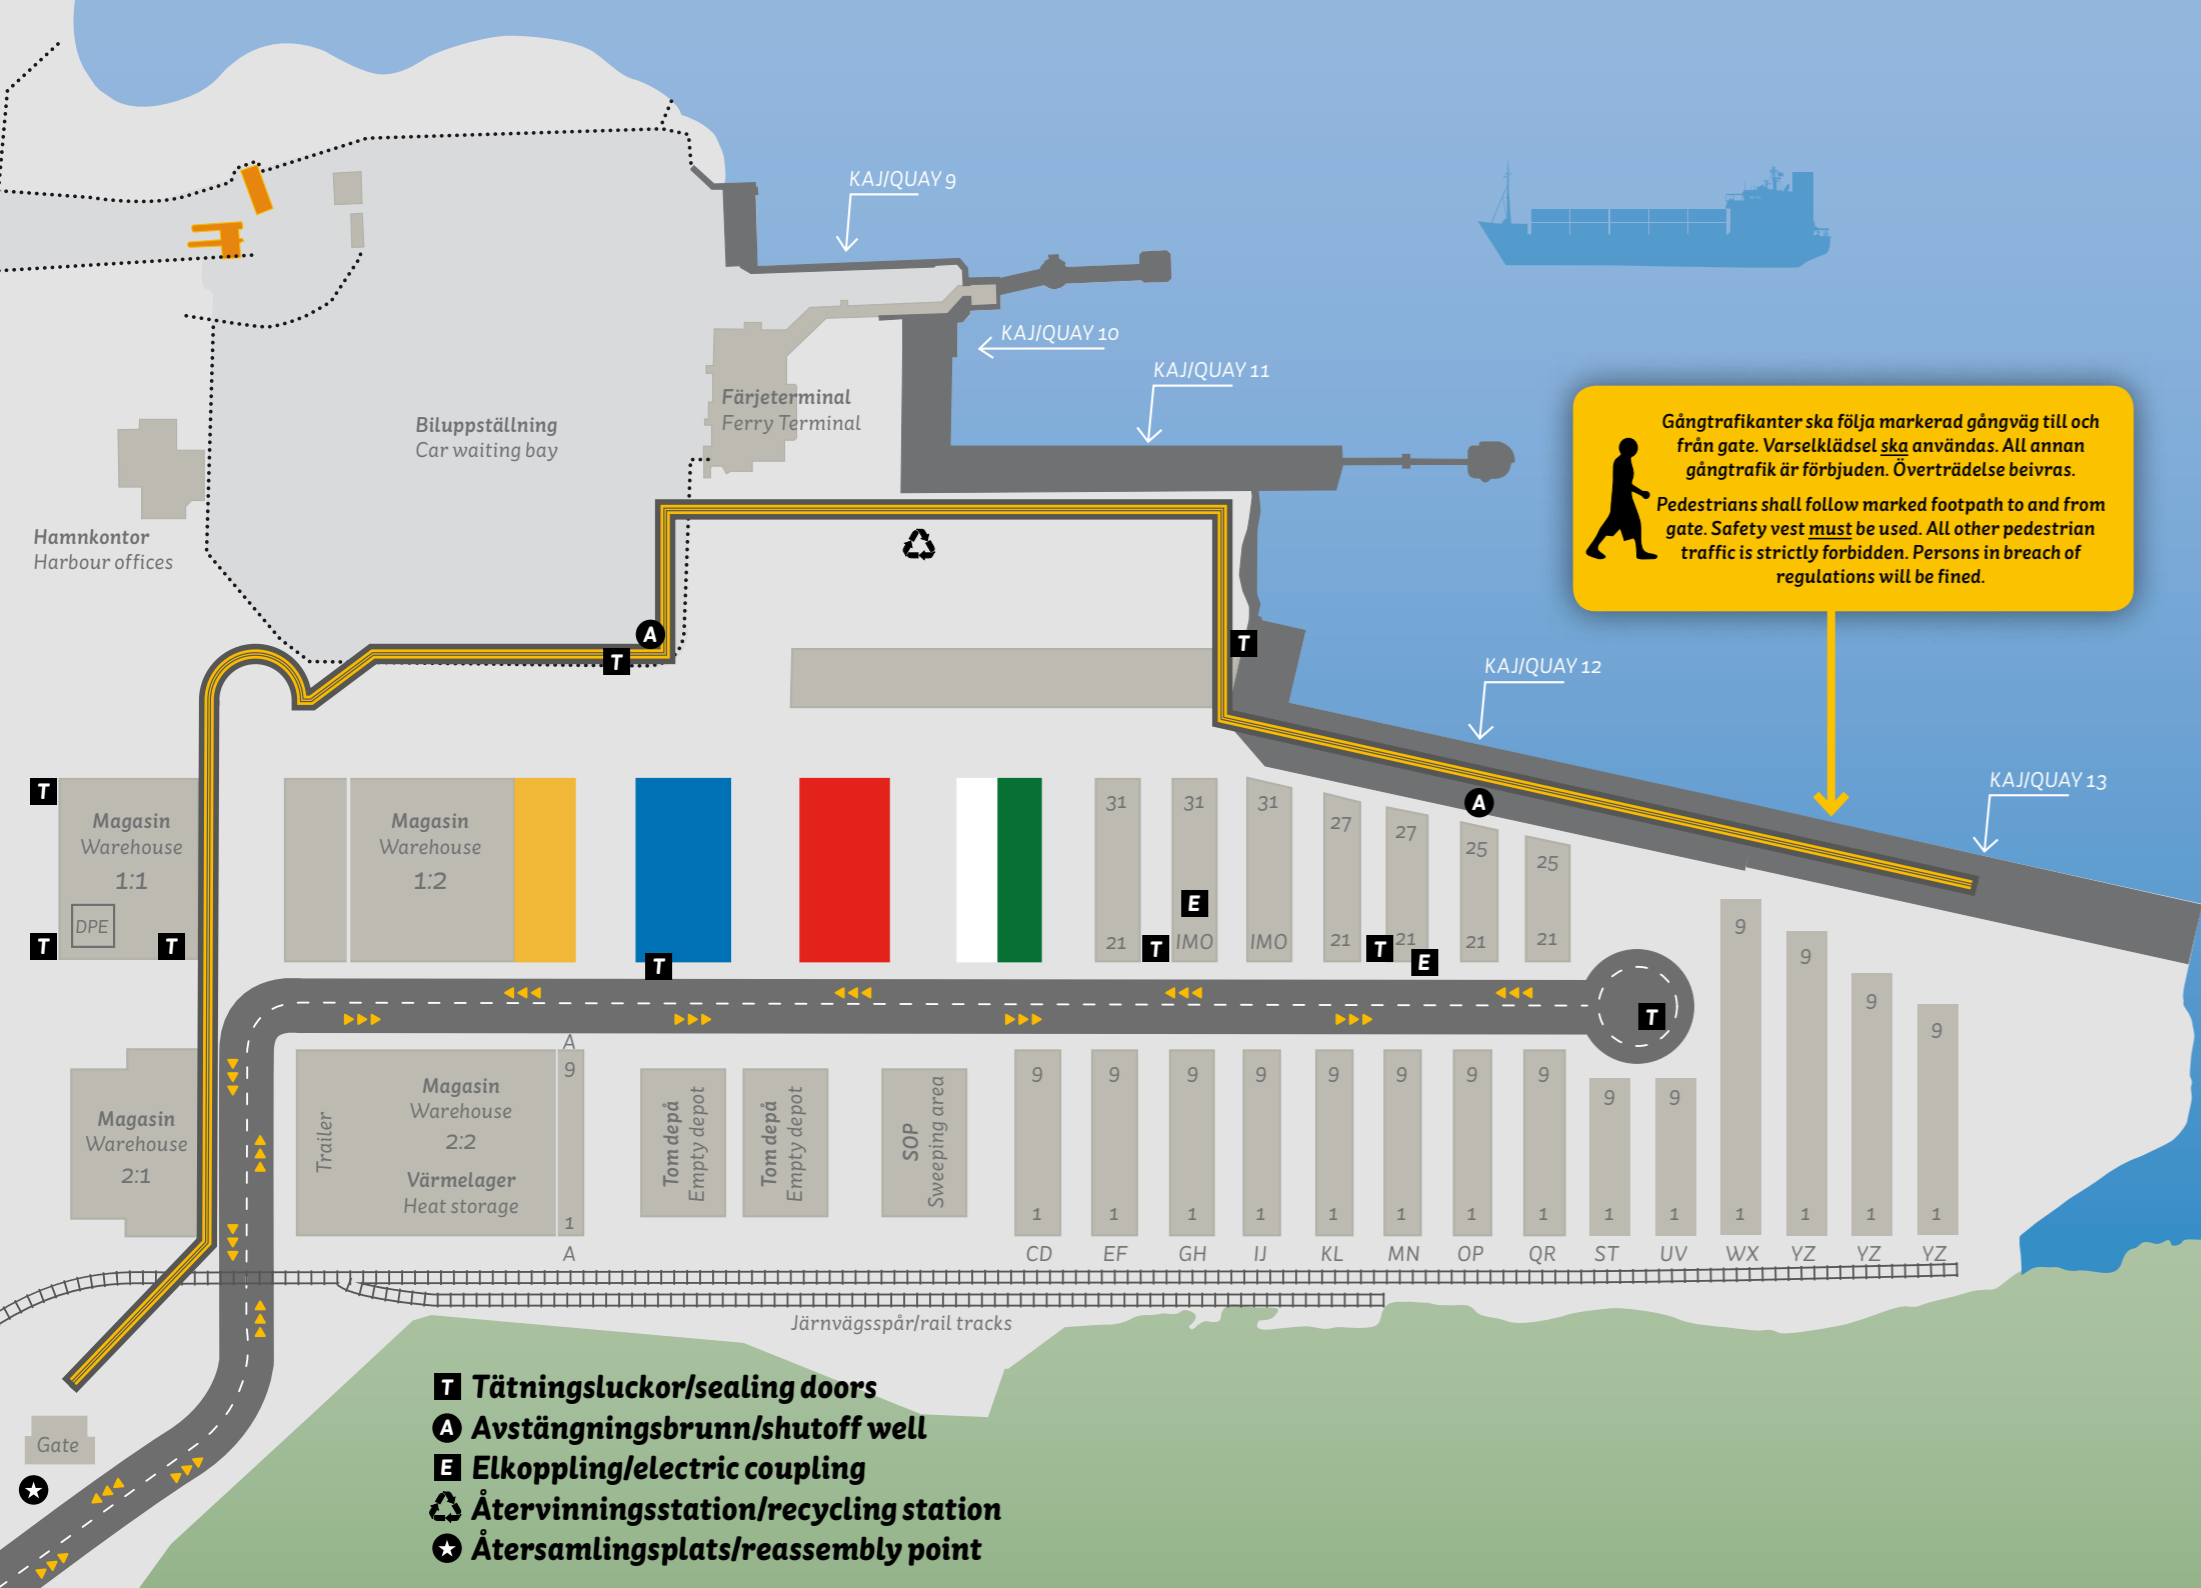 KAJ/QUAY 9
KAJ/QUAY 10
KAJ/QUAY 11
Färjeterminal
Ferry Terminal
Biluppställning
Car waiting bay
Hamnkontor
Harbour offices
Gångtrafikanter ska följa markerad gångväg till och
från gate. Varselklädsel ska användas. All annan
gångtrafik är förbjuden. Överträdelse beivras.
Pedestrians shall follow marked footpath to and from
gate. Safety vest must be used. All other pedestrian
traffic is strictly forbidden. Persons in breach of
regulations will be fined.
A
T
T
KAJ/QUAY 12
KAJ/QUAY 13
T
Magasin
Warehouse
1:1
DPE
T
T
Magasin
Warehouse
1:2
T
31
21
T
31
E
IMO
31
IMO
27
21
T
27
21
E
A
25
21
25
21
T
Magasin
Warehouse
2:1
Trailer
Magasin
Warehouse
2:2
Värmelager
Heat storage
A
9
1
A
Tom depå
Empty depot
Tom depå
Empty depot
SOP
Sweeping area
9 9 9 9 9 9 9 9 9 9 9 9 9 9
1 1 1 1 1 1 1 1 1 1 1 1 1 1
CD EF GH IJ KL MN OP QR ST UV WX YZ YZ YZ
Järnvägsspår/rail tracks
Gate
T Tätningsluckor/sealing doors
A Avstängningsbrunn/shutoff well
E Elkoppling/electric coupling
Återvinningsstation/recycling station
Återsamlingsplats/reassembly point